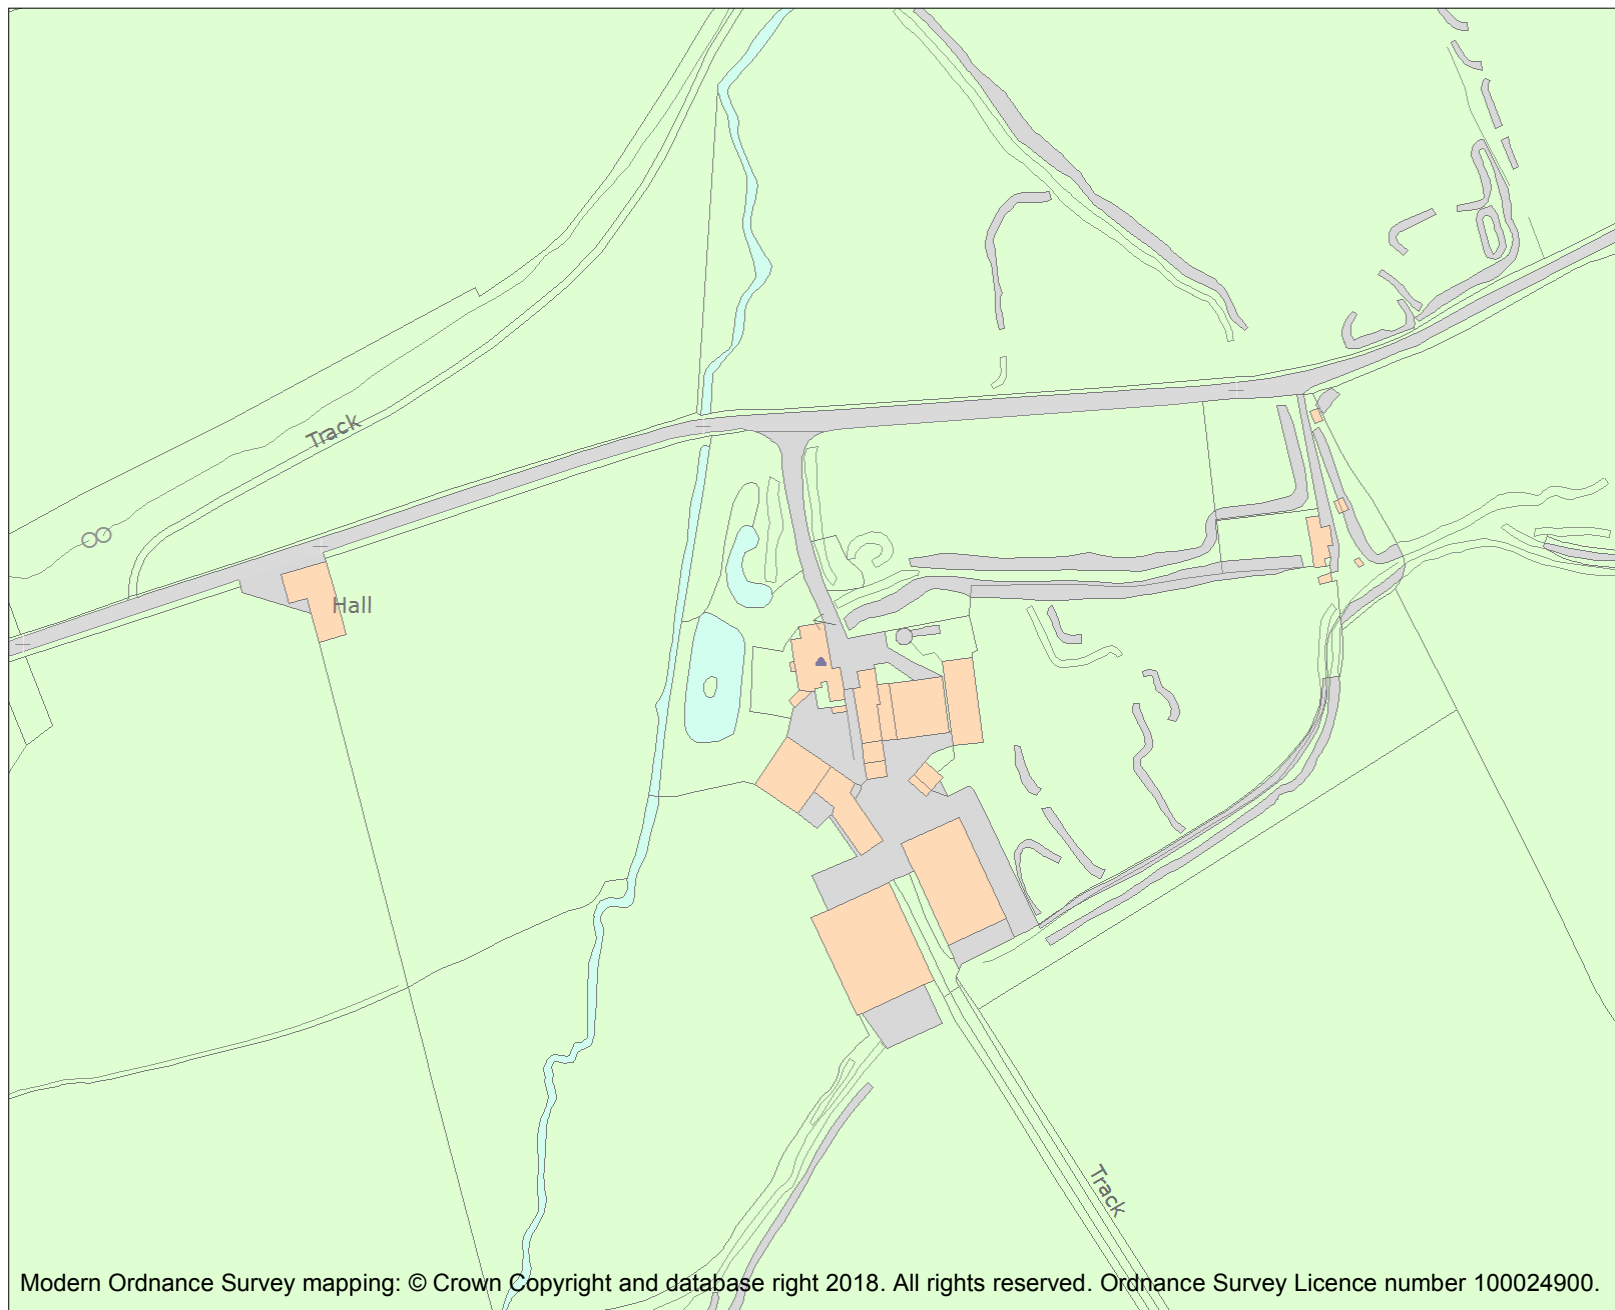 Track
Hall
Track
Modern Ordnance Survey mapping: © Crown Copyright and database right 2018. All rights reserved. Ordnance Survey Licence number 100024900.